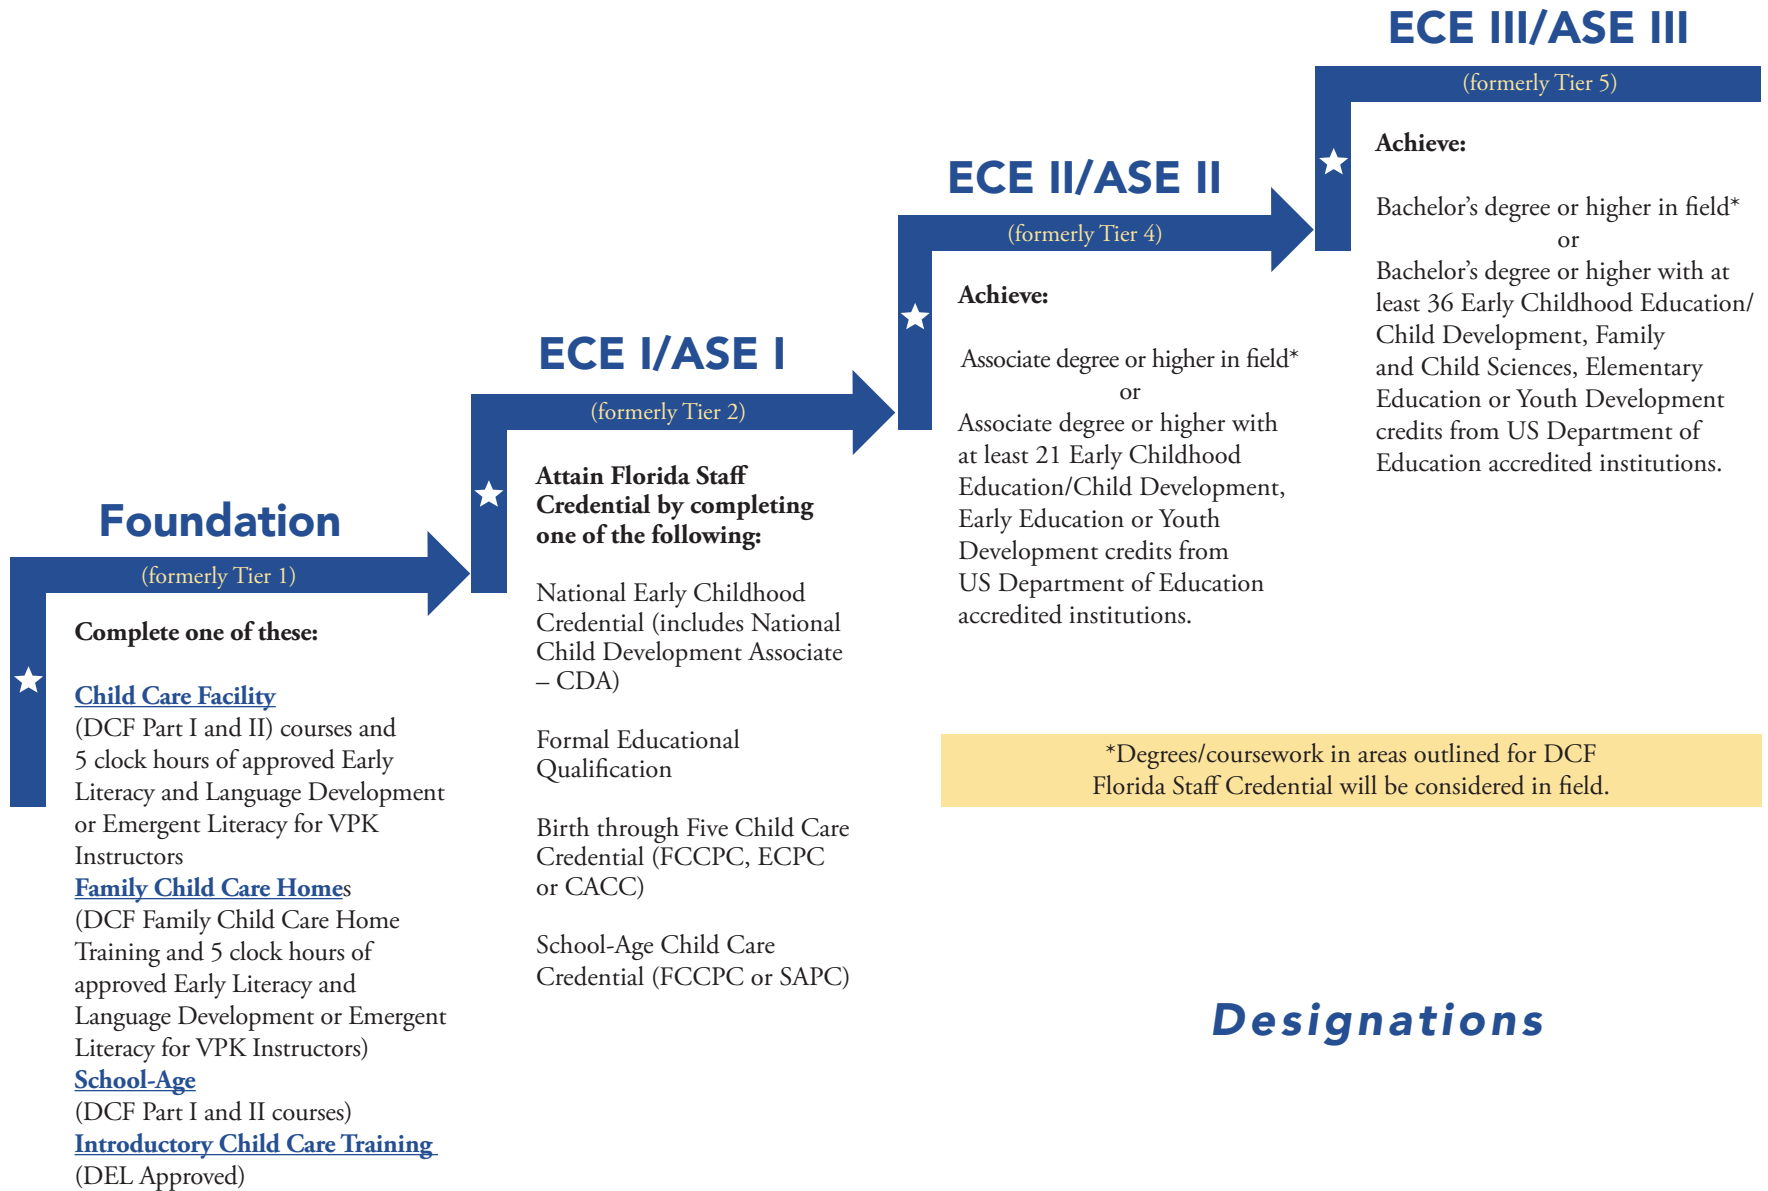 Foundation
(formerly Tier 1)
Complete one of these:
Child Care Facility
(DCF Part I and II) courses and
5 clock hours of approved Early
Literacy and Language Development
or Emergent Literacy for VPK
Instructors
Family Child Care Homes
(DCF Family Child Care Home
Training and 5 clock hours of
approved Early Literacy and
Language Development or Emergent
Literacy for VPK Instructors)
School-Age
(DCF Part I and II courses)
Introductory Child Care Training
(DEL Approved)
ECE I/ASE I
(formerly Tier 2)
Attain Florida Staff
Credential by completing
one of the following:
National Early Childhood
Credential (includes National
Child Development Associate
– CDA)
Formal Educational
Qualification
Birth through Five Child Care
Credential (FCCPC, ECPC
or CACC)
School-Age Child Care
Credential (FCCPC or SAPC)
ECE II/ASE II
(formerly Tier 4)
Achieve:
Associate degree or higher in field*
or
Associate degree or higher with
at least 21 Early Childhood
Education/Child Development,
Early Education or Youth
Development credits from
US Department of Education
accredited institutions.
ECE III/ASE III
(formerly Tier 5)
Achieve:
Bachelor’s degree or higher in field*
or
Bachelor’s degree or higher with at
least 36 Early Childhood Education/
Child Development, Family
and Child Sciences, Elementary
Education or Youth Development
credits from US Department of
Education accredited institutions.
*Degrees/coursework in areas outlined for DCF
Florida Staff Credential will be considered in field.
Designations